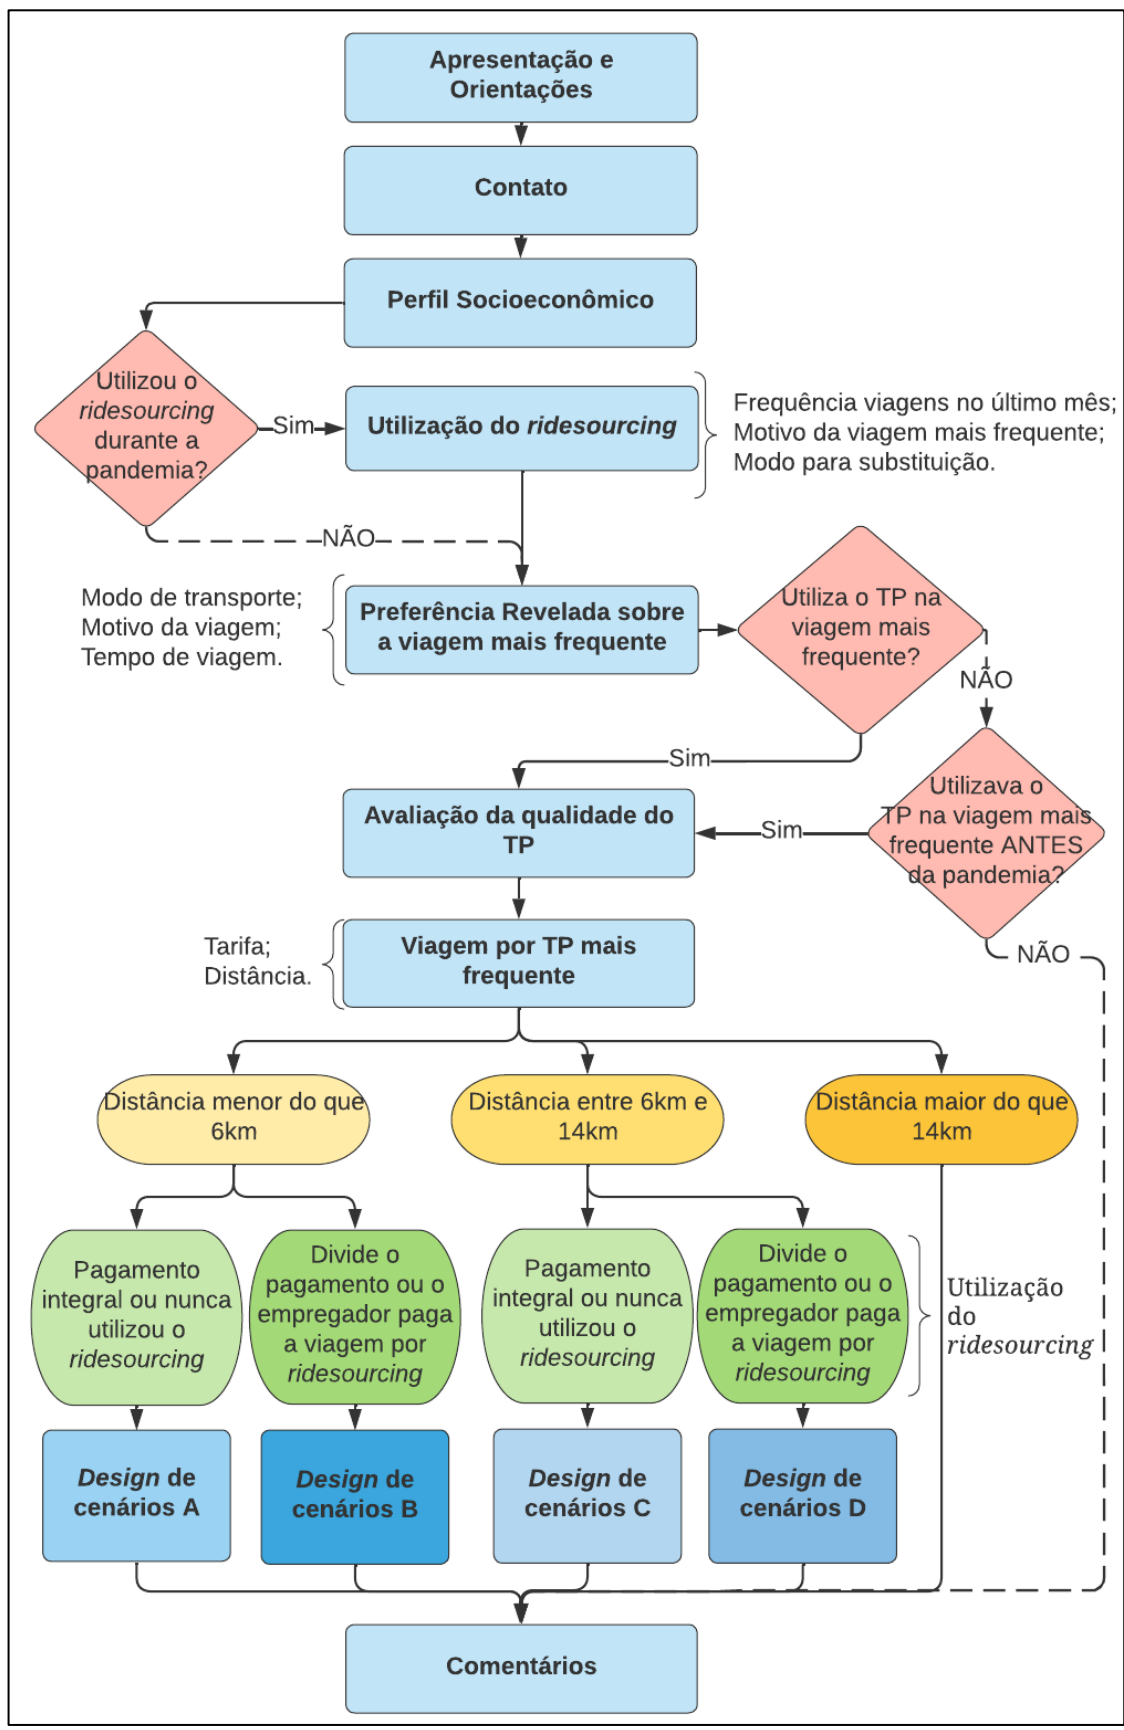 Apresentação e
Orientações
Contato
Perfil Socioeconômico
Utilizou o
ridesourcing
durante a
pandemia?
Sim
Utilização do ridesourcing
Frequência viagens no último mês;
Motivo da viagem mais frequente;
Modo para substituição.
NÃO
Modo de transporte;
Motivo da viagem;
Tempo de viagem.
Preferência Revelada sobre
a viagem mais frequente
Utiliza o TP na
viagem mais
frequente?
NÃO
Sim
Avaliação da qualidade do
TP
Sim
Utilizava o
TP na viagem mais
frequente ANTES
da pandemia?
NÃO
Tarifa;
Distância.
Viagem por TP mais
frequente
Distância menor do que
6km
Distância entre 6km e
14km
Distância maior do que
14km
Pagamento
integral ou nunca
utilizou o
ridesourcing
Divide o
pagamento ou o
empregador paga
a viagem por
ridesourcing
Pagamento
integral ou nunca
utilizou o
ridesourcing
Divide o
pagamento ou o
empregador paga
a viagem por
ridesourcing
Utilização
do
ridesourcing
Design de
cenários A
Design de
cenários B
Design de
cenários C
Design de
cenários D
Comentários